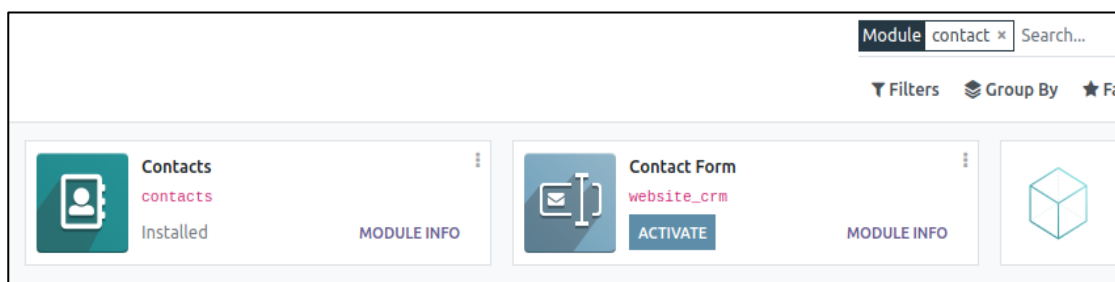 Module contact × Search...
Filters Group By Fa
Contacts
contacts
Installed MODULE INFO
Contact Form
website_crm
ACTIVATE MODULE INFO